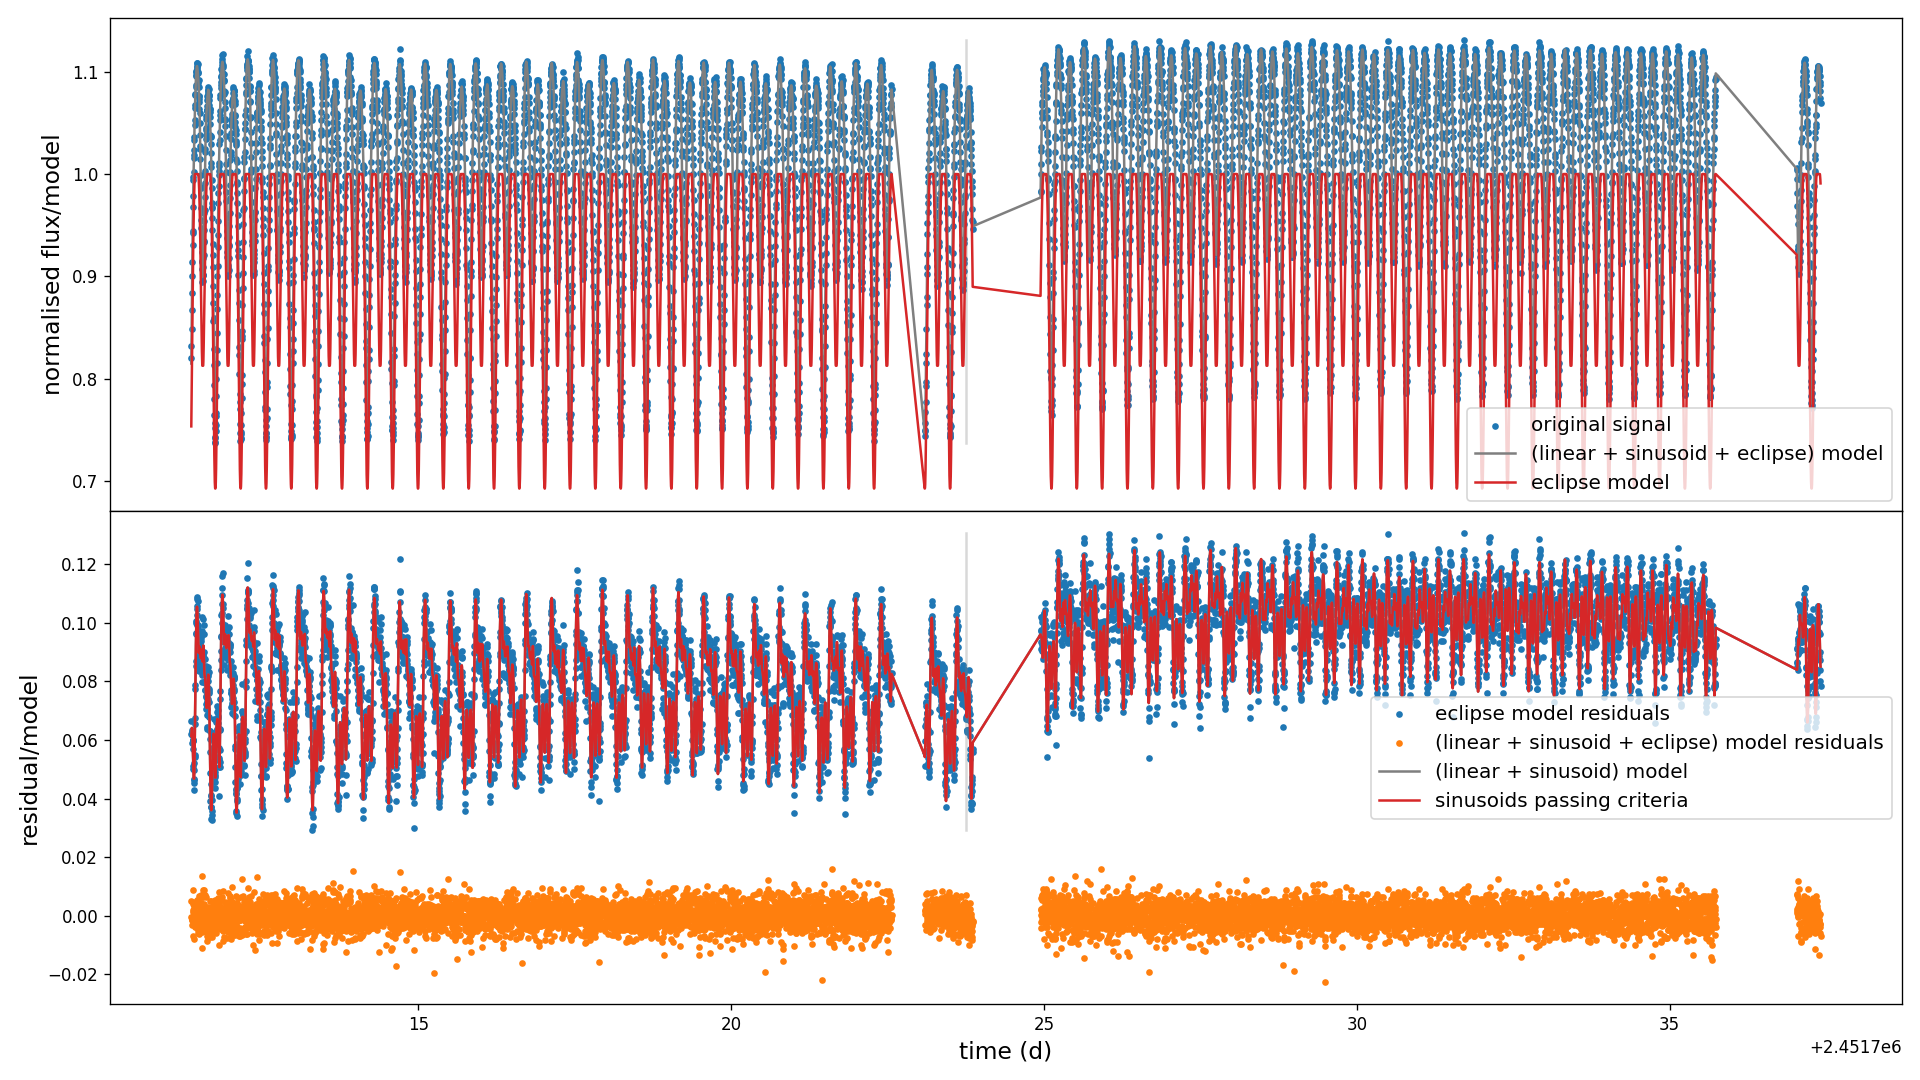 normalised flux/model
1.1
1.0
0.9
0.8
0.7
original signal
(linear + sinusoid + eclipse) model
eclipse model
residual/model
0.12
0.10
0.08
0.06
0.04
0.02
0.00
−0.02
eclipse model residuals
(linear + sinusoid + eclipse) model residuals
(linear + sinusoid) model
sinusoids passing criteria
15
20
25
30
35
time (d)
+2.4517e6